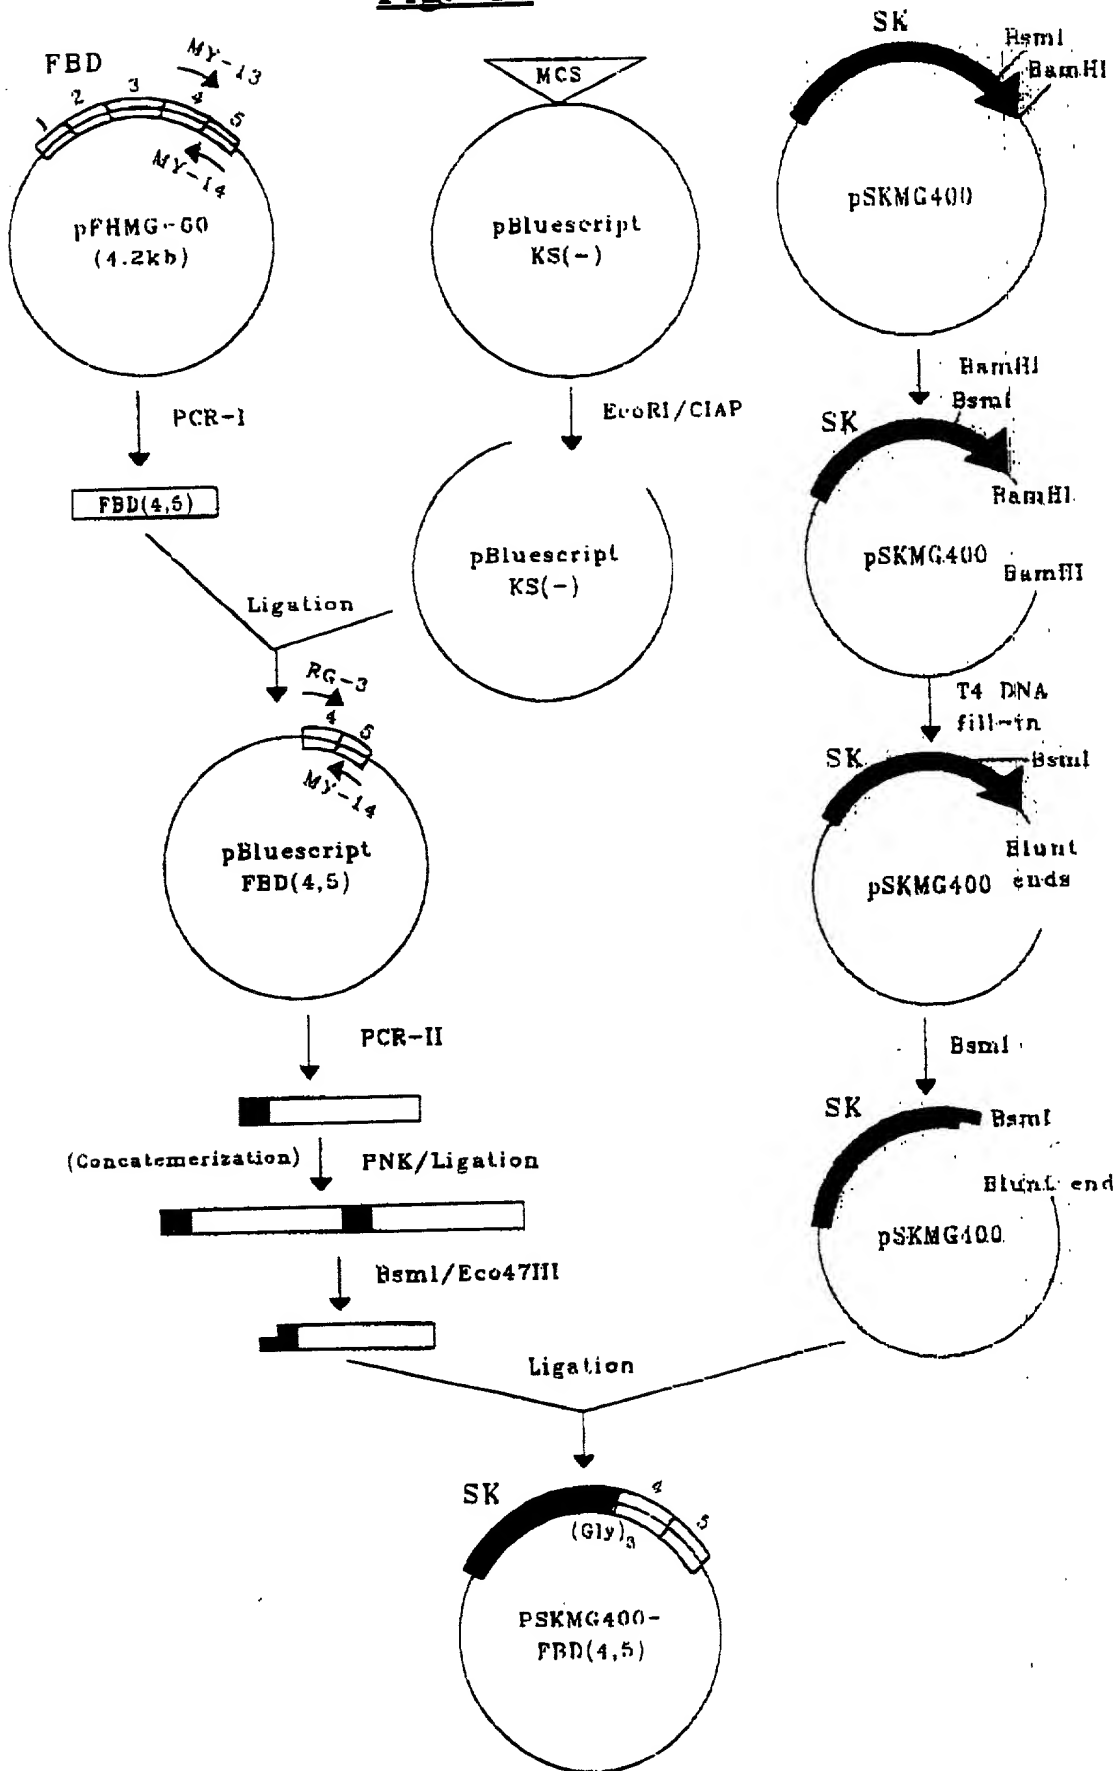 SK
BsmI
BamHI
FBD
MY-13
1 2 3 4 5
MY-14
pFHMG-60
(4.2kb)
MCS
pBluescript
KS(-)
pSKMG400
PCR-I
EcoRI/CIAP
BamHI
BsmI
SK
BamHI
pSKMG400
BamHI
FBD(4,5)
pBluescript
KS(-)
Ligation
RG-3
4 5
MY-14
T4 DNA
fill-in
SK
BsmI
Blunt
ends
pSKMG400
pBluescript
FBD(4,5)
PCR-II
BsmI
SK
BsmI
Blunt end
pSKMG400
(Concatemerization)
PNK/Ligation
BsmI/Eco47III
Ligation
SK
4 5
(Gly)3
PSKMG400-
FBD(4,5)